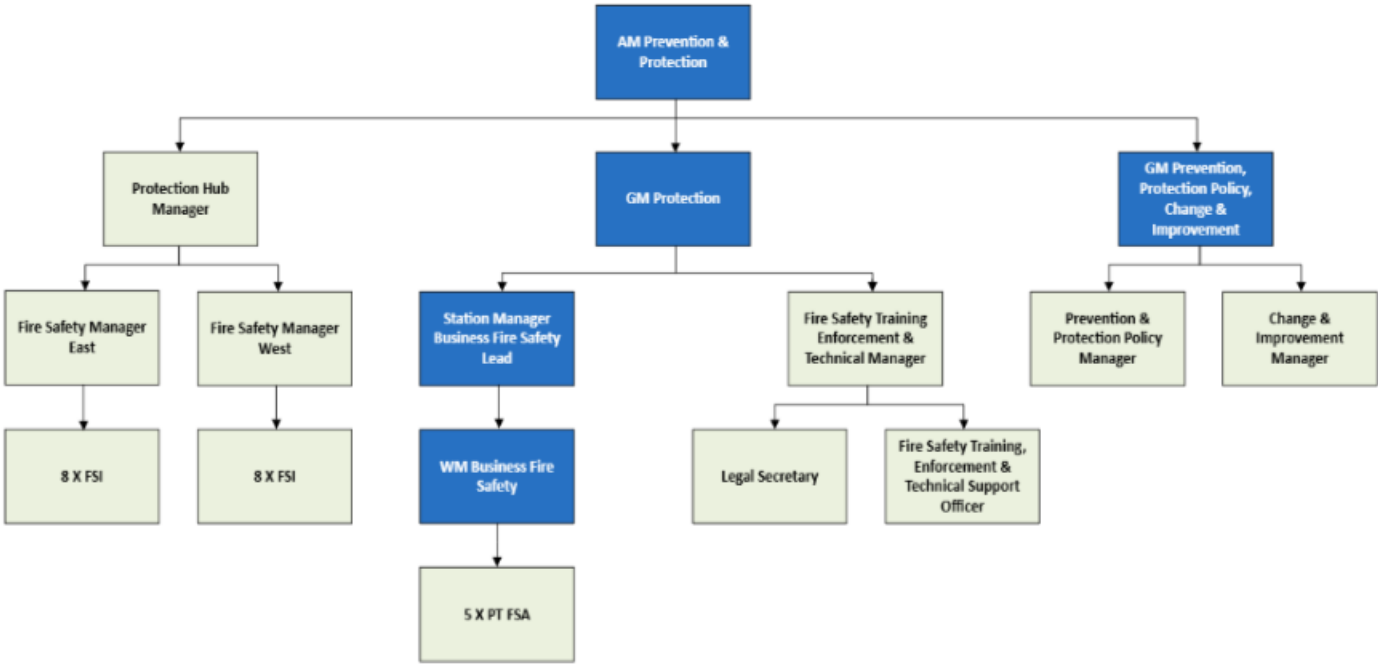 AM Prevention &
Protection
Protection Hub
Manager
GM Protection
GM Prevention,
Protection Policy,
Change &
Improvement
Fire Safety Manager
East
Fire Safety Manager
West
Station Manager
Business Fire Safety
Lead
Fire Safety Training
Enforcement &
Technical Manager
Prevention &
Protection Policy
Manager
Change &
Improvement
Manager
8 X FSI
8 X FSI
WM Business Fire
Safety
Legal Secretary
Fire Safety Training,
Enforcement &
Technical Support
Officer
5 X PT FSA